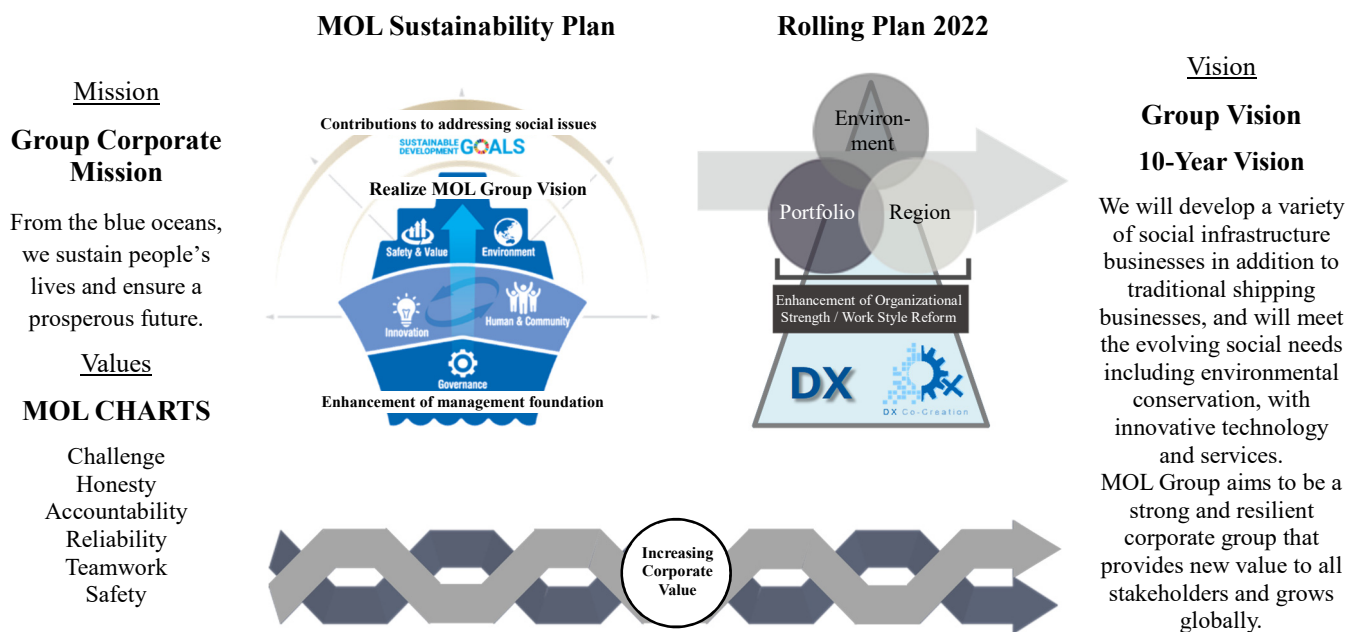 MOL Sustainability Plan
Rolling Plan 2022
Mission
Group Corporate
Mission
From the blue oceans,
we sustain people’s
lives and ensure a
prosperous future.
Values
MOL CHARTS
Challenge
Honesty
Accountability
Reliability
Teamwork
Safety
Contributions to addressing social issues
SUSTAINABLE
DEVELOPMENT GOALS
Realize MOL Group Vision
Safety & Value
Environment
Innovation
Human & Community
Governance
Enhancement of management foundation
Environ-
ment
Portfolio
Region
Enhancement of Organizational
Strength / Work Style Reform
DX
X
DX Co-Creation
Increasing
Corporate
Value
Vision
Group Vision
10-Year Vision
We will develop a variety
of social infrastructure
businesses in addition to
traditional shipping
businesses, and will meet
the evolving social needs
including environmental
conservation, with
innovative technology
and services.
MOL Group aims to be a
strong and resilient
corporate group that
provides new value to all
stakeholders and grows
globally.